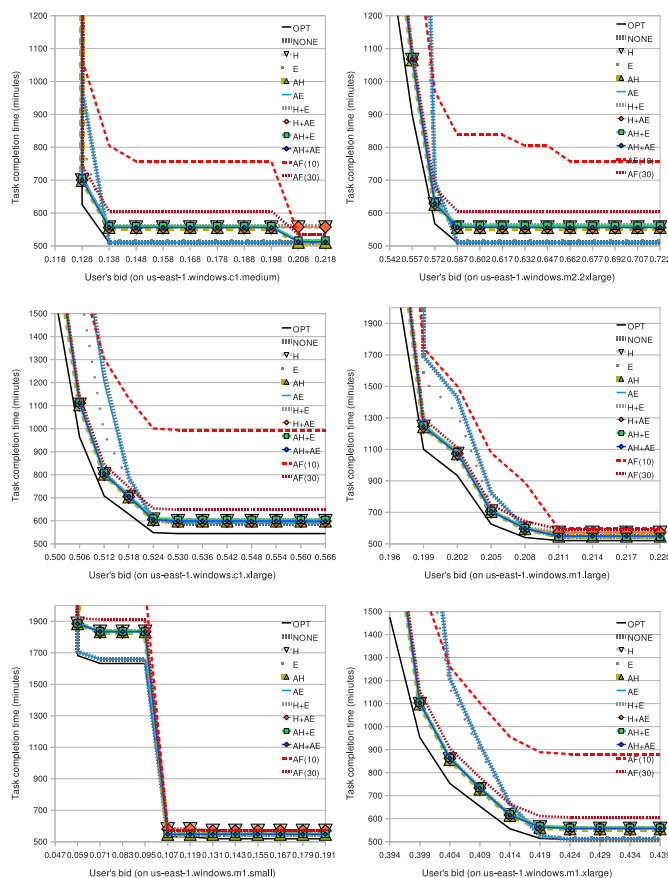 Task completion time (minutes)
1200
1100
1000
900
800
700
600
500
0.118 0.128 0.138 0.148 0.158 0.168 0.178 0.188 0.198 0.208 0.218
User's bid (on us-east-1.windows.c1.medium)
OPT
NONE
H
E
AH
AE
H+E
H+AE
AH+E
AH+AE
AF(10)
AF(30)
Task completion time (minutes)
1200
1100
1000
900
800
700
600
500
0.542 0.557 0.572 0.587 0.602 0.617 0.632 0.647 0.662 0.677 0.692 0.707 0.722
User's bid (on us-east-1.windows.m2.2xlarge)
OPT
NONE
H
E
AH
AE
H+E
H+AE
AH+E
AH+AE
AF(10)
AF(30)
Task completion time (minutes)
1500
1400
1300
1200
1100
1000
900
800
700
600
500
0.500 0.506 0.512 0.518 0.524 0.530 0.536 0.542 0.548 0.554 0.560 0.566
User's bid (on us-east-1.windows.c1.xlarge)
OPT
NONE
H
E
AH
AE
H+E
H+AE
AH+E
AH+AE
AF(10)
AF(30)
Task completion time (minutes)
1900
1700
1500
1300
1100
900
700
500
0.196 0.199 0.202 0.205 0.208 0.211 0.214 0.217 0.220
User's bid (on us-east-1.windows.m1.large)
OPT
NONE
H
E
AH
AE
H+E
H+AE
AH+E
AH+AE
AF(10)
AF(30)
Task completion time (minutes)
1900
1700
1500
1300
1100
900
700
500
0.047 0.059 0.071 0.083 0.095 0.107 0.119 0.131 0.143 0.155 0.167 0.179 0.191
User's bid (on us-east-1.windows.m1.small)
OPT
NONE
H
E
AH
AE
H+E
H+AE
AH+E
AH+AE
AF(10)
AF(30)
Task completion time (minutes)
1500
1400
1300
1200
1100
1000
900
800
700
600
500
0.394 0.399 0.404 0.409 0.414 0.419 0.424 0.429 0.434 0.439
User's bid (on us-east-1.windows.m1.xlarge)
OPT
NONE
H
E
AH
AE
H+E
H+AE
AH+E
AH+AE
AF(10)
AF(30)